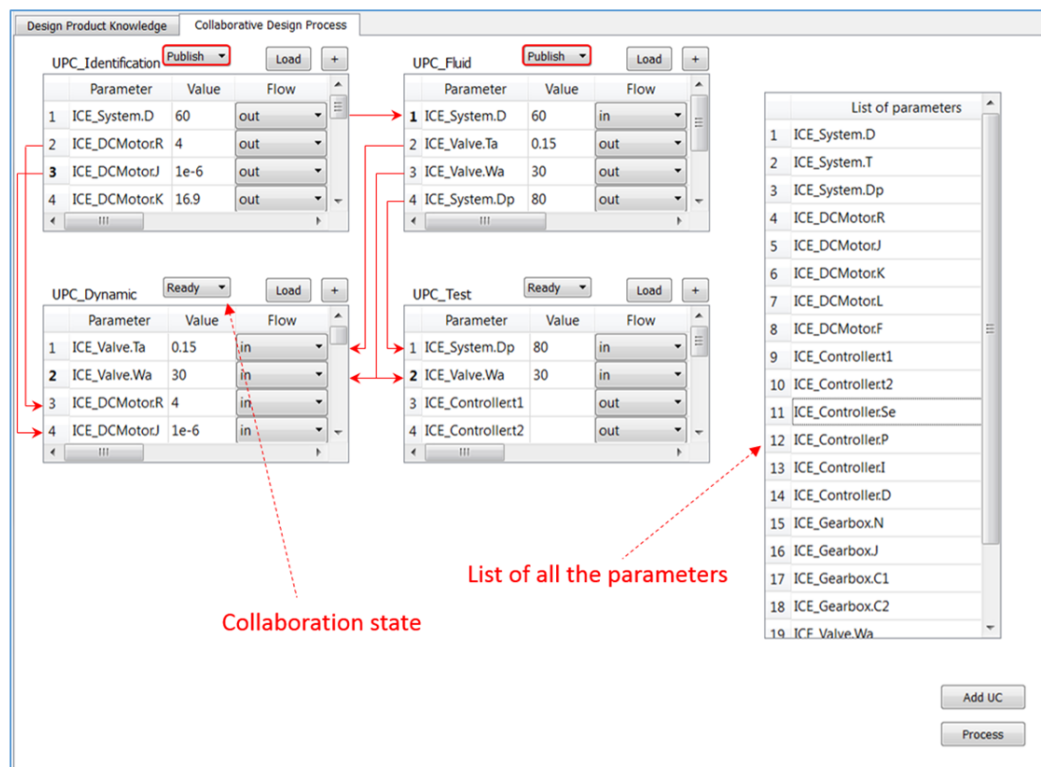 Design Product Knowledge Collaborative Design Process
UPC_Identification Publish Load +
Parameter Value Flow
1 ICE_System.D 60 out
2 ICE_DCMotor.R 4 out
3 ICE_DCMotor.J 1e-6 out
4 ICE_DCMotor.K 16.9 out
UPC_Fluid Publish Load +
Parameter Value Flow
1 ICE_System.D 60 in
2 ICE_Valve.Ta 0.15 out
3 ICE_Valve.Wa 30 out
4 ICE_System.Dp 80 out
UPC_Dynamic Ready Load +
Parameter Value Flow
1 ICE_Valve.Ta 0.15 in
2 ICE_Valve.Wa 30 in
3 ICE_DCMotor.R 4 in
4 ICE_DCMotor.J 1e-6 in
UPC_Test Ready Load +
Parameter Value Flow
1 ICE_System.Dp 80 in
2 ICE_Valve.Wa 30 in
3 ICE_Controller.t1 out
4 ICE_Controller.t2 out
List of parameters
1 ICE_System.D
2 ICE_System.T
3 ICE_System.Dp
4 ICE_DCMotor.R
5 ICE_DCMotor.J
6 ICE_DCMotor.K
7 ICE_DCMotor.L
8 ICE_DCMotor.F
9 ICE_Controller.t1
10 ICE_Controller.t2
11 ICE_Controller.Se
12 ICE_Controller.P
13 ICE_Controller.I
14 ICE_Controller.D
15 ICE_Gearbox.N
16 ICE_Gearbox.J
17 ICE_Gearbox.C1
18 ICE_Gearbox.C2
19 ICE_Valve.Wa
List of all the parameters
Collaboration state
Add UC
Process